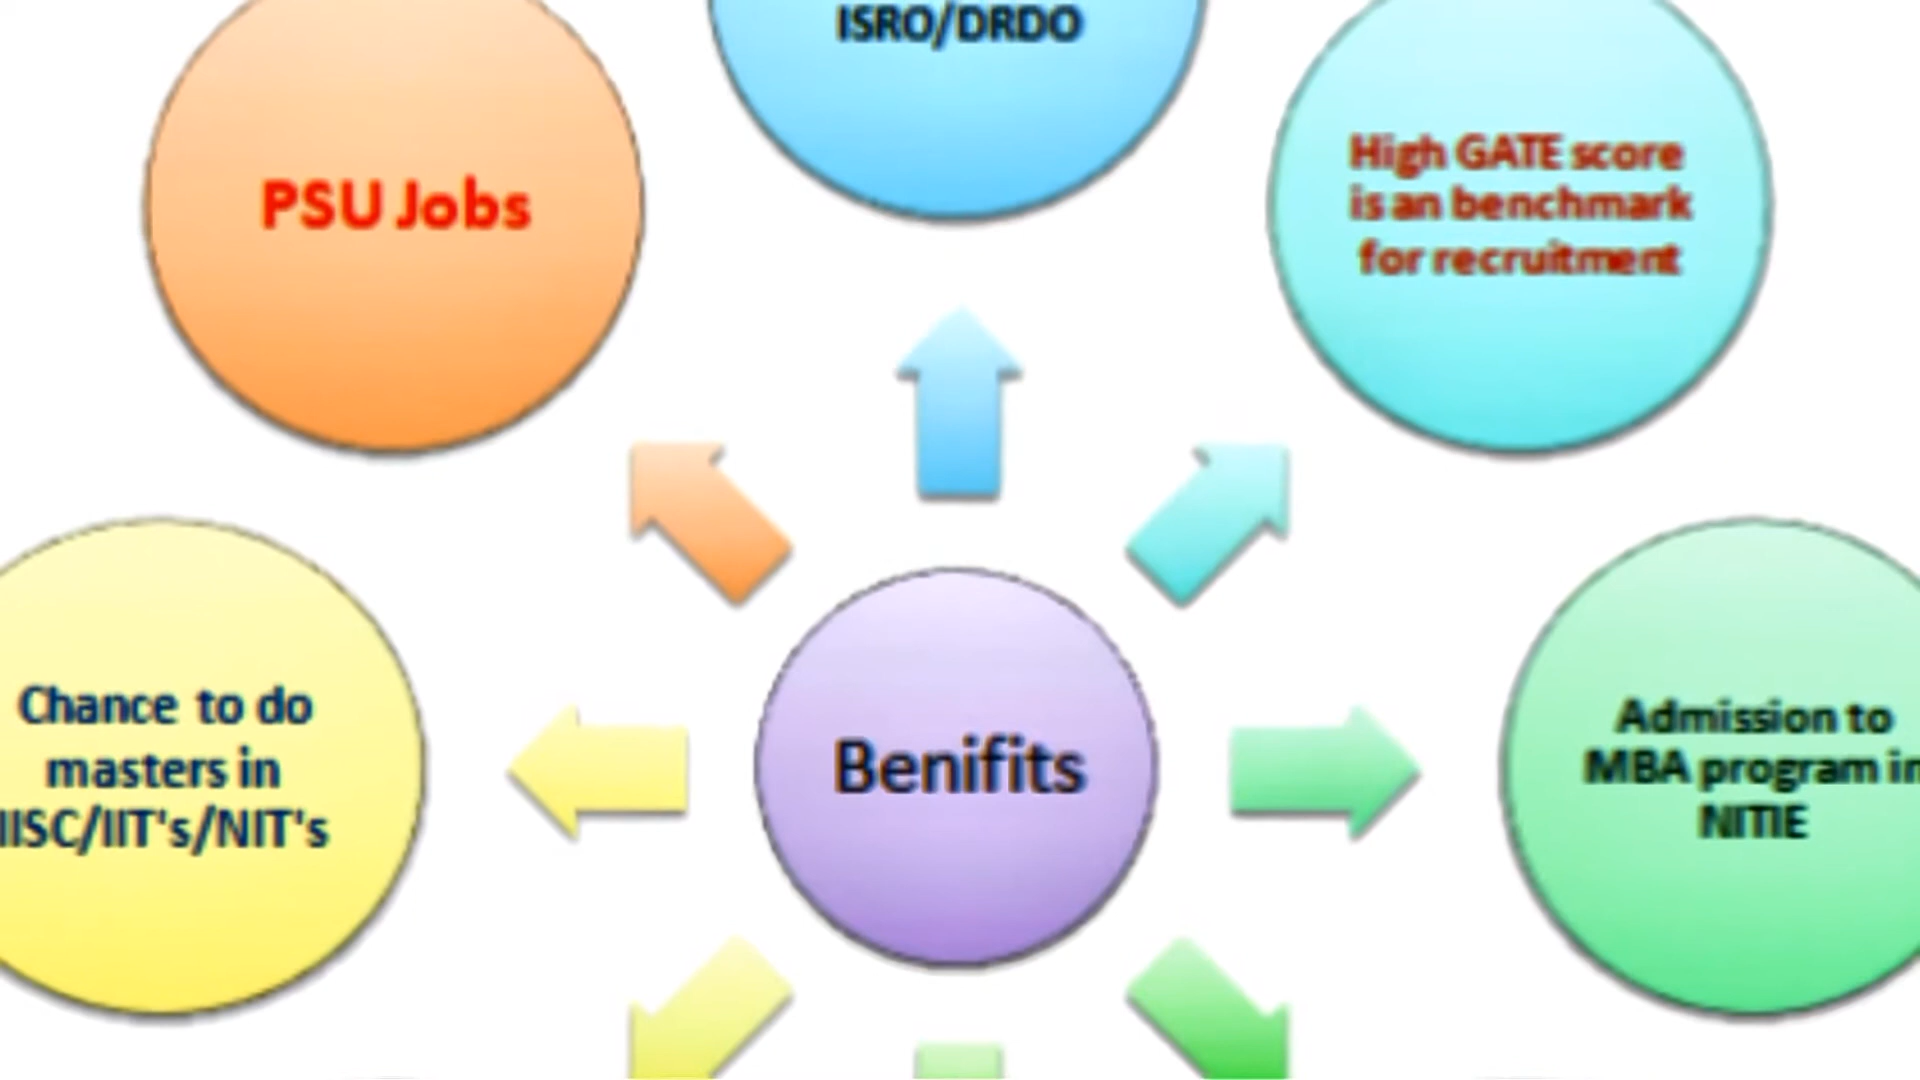 ISRO/DRDO
PSU Jobs
High GATE score
is an benchmark
for recruitment
Chance to do
masters in
IISC/IIT's/NIT's
Benifits
Admission to
MBA program in
NITIE